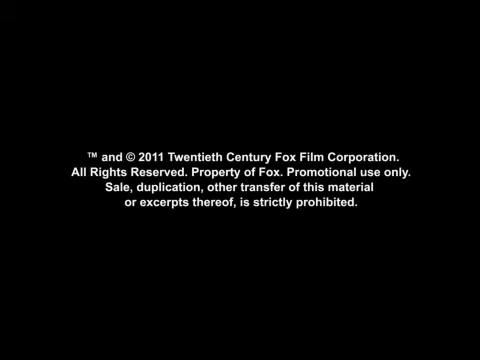 ™ and © 2011 Twentieth Century Fox Film Corporation.
All Rights Reserved. Property of Fox. Promotional use only.
Sale, duplication, other transfer of this material
or excerpts thereof, is strictly prohibited.